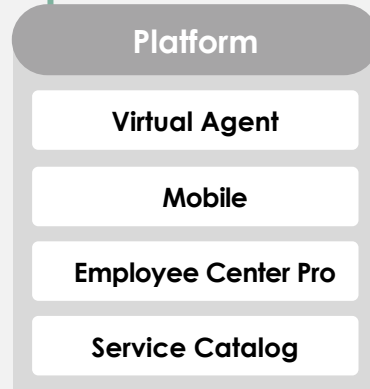 Platform
Virtual Agent
Mobile
Employee Center Pro
Service Catalog